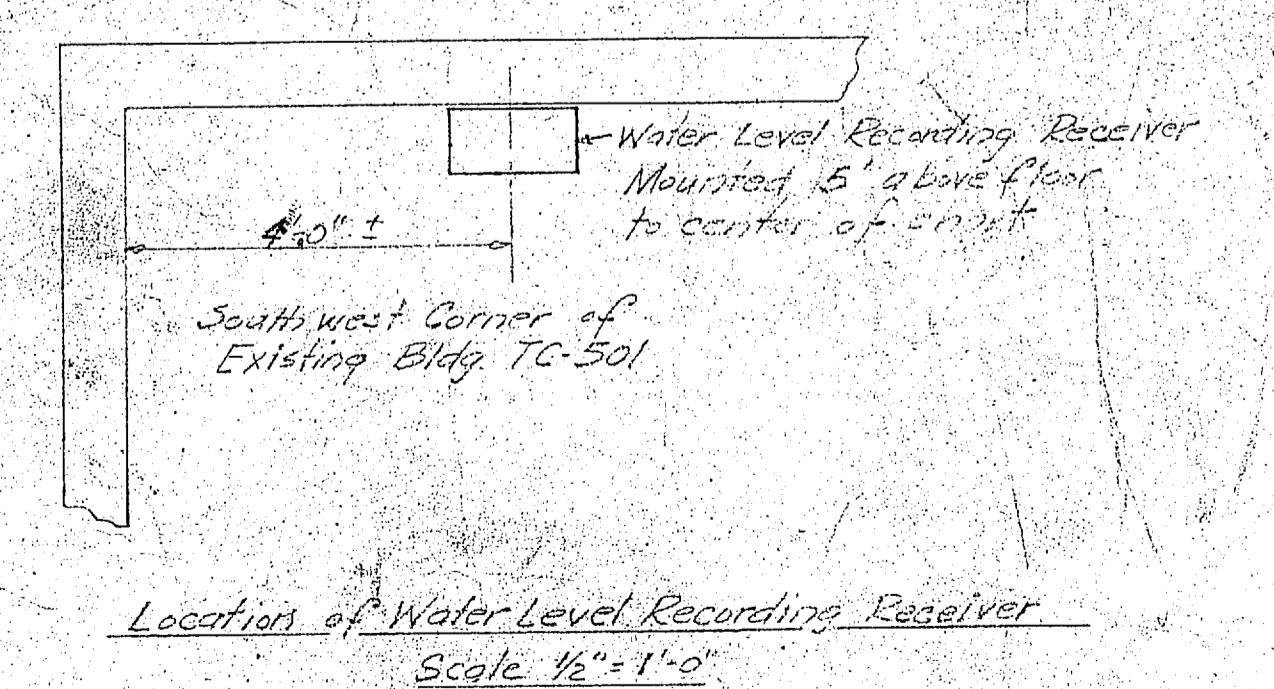 Water Level Recording Receiver
Mounted 5' above floor
to center of
4'-0" ±
Southwest Corner of
Existing Bldg. TC-501
Location of Water Level Recording Receiver
Scale 1/2" = 1'-0"